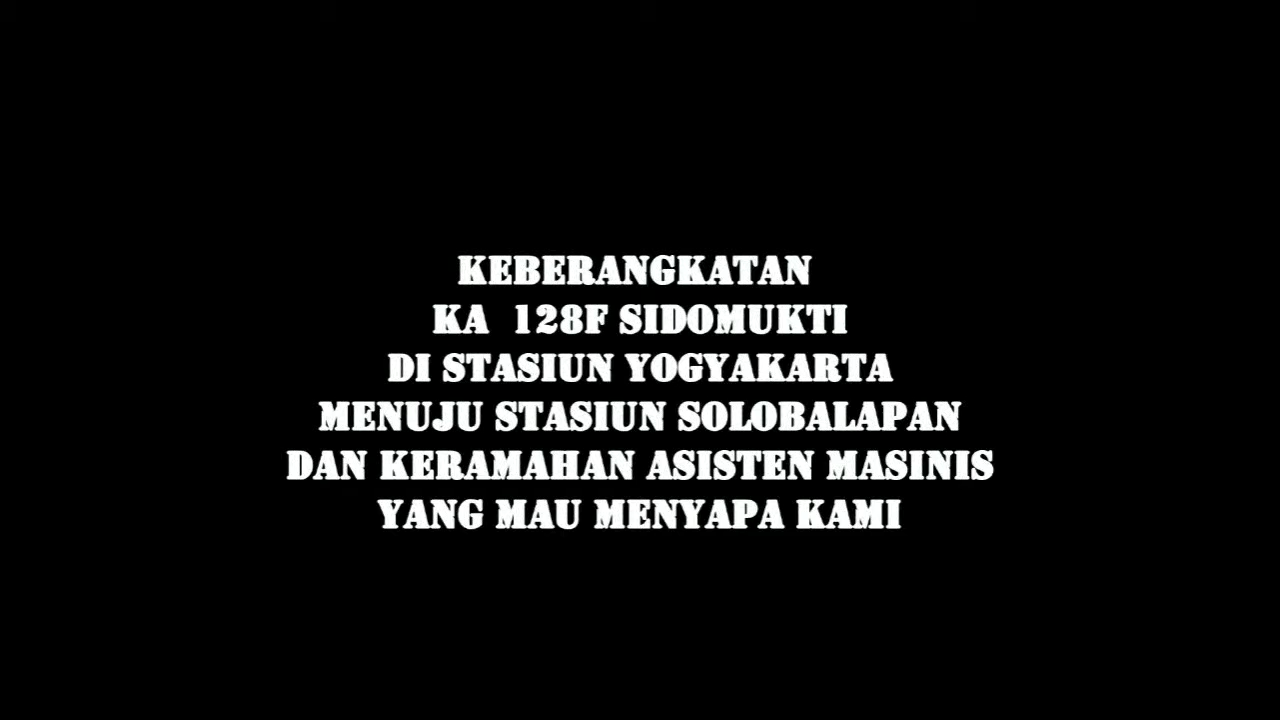 KEBERANGKATAN
KA 128F SIDOMUKTI
DI STASIUN YOGYAKARTA
MENUJU STASIUN SOLOBALAPAN
DAN KERAMAHAN ASISTEN MASINIS
YANG MAU MENYAPA KAMI